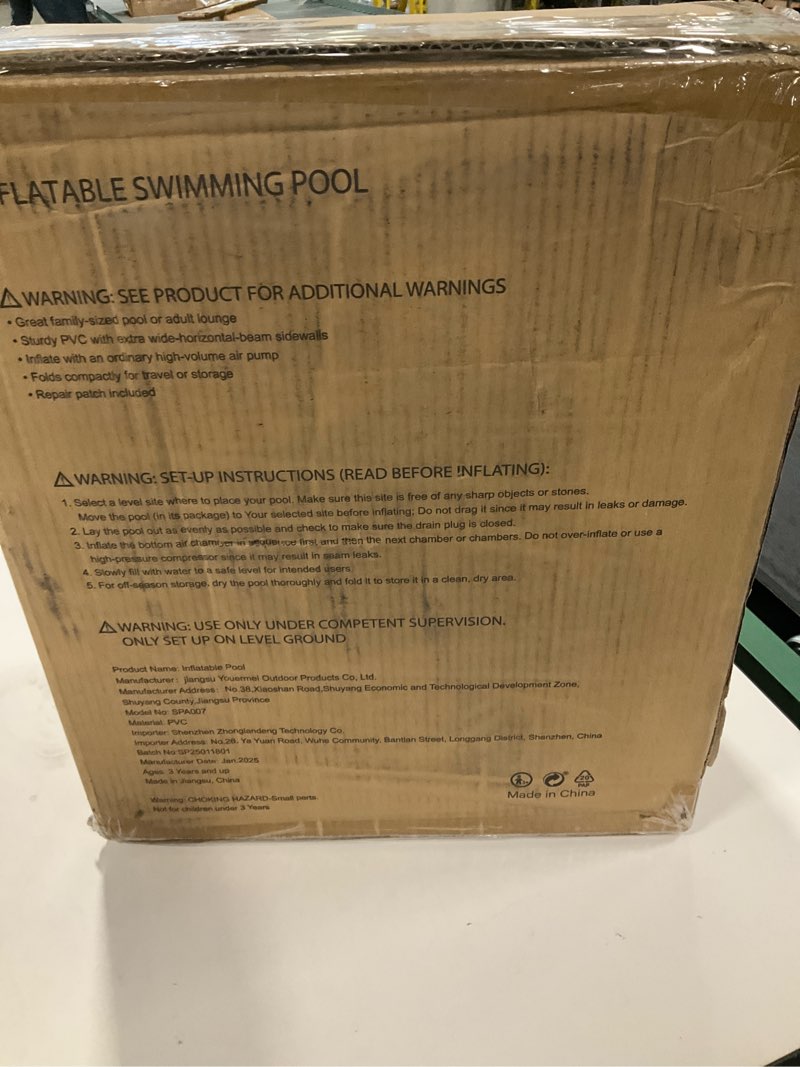 FLATABLE SWIMMING POOL
⚠WARNING: SEE PRODUCT FOR ADDITIONAL WARNINGS
• Great family-sized pool or adult lounge
• Sturdy PVC with extra wide-horizontal-beam sidewalls
• Inflate with an ordinary high-volume air pump
• Folds compactly for travel or storage
• Repair patch included
⚠WARNING: SET-UP INSTRUCTIONS (READ BEFORE INFLATING):
1. Select a level site where to place your pool. Make sure this site is free of any sharp objects or stones.
Move the pool (in its package) to Your selected site before inflating; Do not drag it since it may result in leaks or damage.
2. Lay the pool out as evenly as possible and check to make sure the drain plug is closed.
3. Inflate the bottom air chamber in sequence first, and then the next chamber or chambers. Do not over-inflate or use a
high-pressure compressor since it may result in seam leaks.
4. Slowly fill with water to a safe level for intended users.
5. For off-season storage, dry the pool thoroughly and fold it to store it in a clean, dry area.
⚠WARNING: USE ONLY UNDER COMPETENT SUPERVISION.
ONLY SET UP ON LEVEL GROUND
Product Name: Inflatable Pool
Manufacturer: Jiangsu Youermei Outdoor Products Co, Ltd.
Manufacturer Address: No.38,Xiaoshan Road,Shuyang Economic and Technological Development Zone,
Shuyang County,Jiangsu Province
Model No: SPA007
Material: PVC
Importer: Shenzhen Zhonglandeng Technology Co.
Importer Address: No.26, Ya Yuan Road, Wuhe Community, Bantian Street, Longgang District, Shenzhen, China
Batch No:SP25011801
Manufacturer Date: Jan.2025
Ages: 3 Years and up
Made in Jiangsu, China
Warning: CHOKING HAZARD-Small parts.
Not for children under 3 Years
20
PAP
Made in China